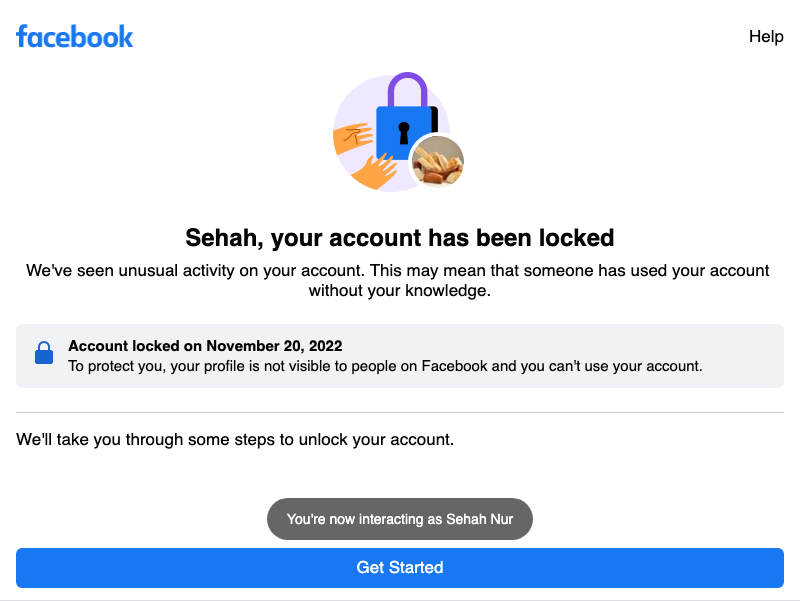 facebook
Help
Sehah, your account has been locked
We've seen unusual activity on your account. This may mean that someone has used your account
without your knowledge.
Account locked on November 20, 2022
To protect you, your profile is not visible to people on Facebook and you can't use your account.
We'll take you through some steps to unlock your account.
You're now interacting as Sehah Nur
Get Started